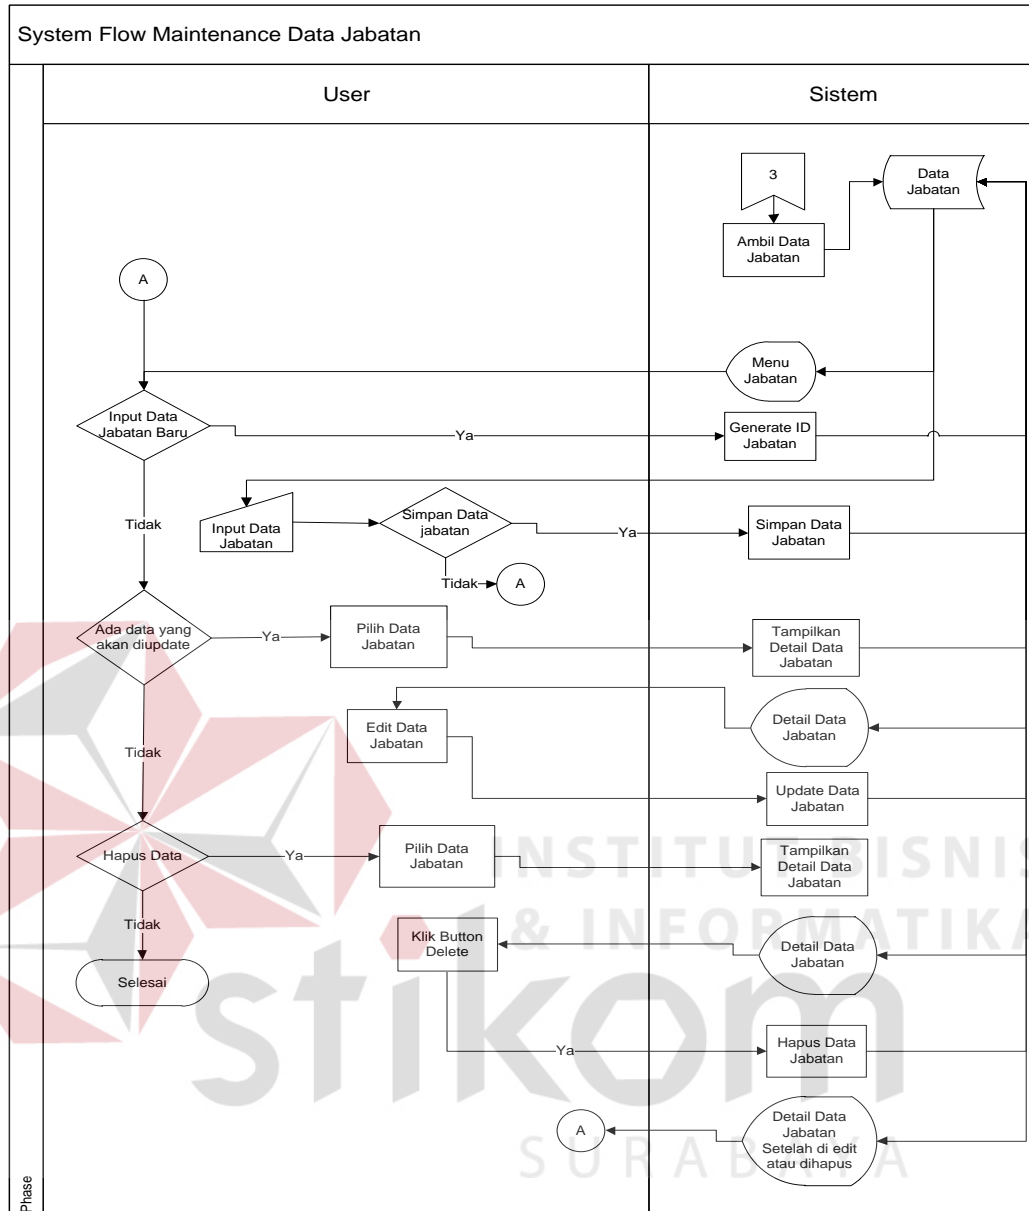 System Flow Maintenance Data Jabatan
User
Sistem
3
Data
Jabatan
Ambil Data
Jabatan
A
Menu
Jabatan
Input Data
Jabatan Baru
Ya
Generate ID
Jabatan
Tidak
Input Data
Jabatan
Simpan Data
jabatan
Ya
Simpan Data
Jabatan
Tidak
A
Ada data yang
akan diupdate
Ya
Pilih Data
Jabatan
Tampilkan
Detail Data
Jabatan
Tidak
Edit Data
Jabatan
Detail Data
Jabatan
Update Data
Jabatan
Hapus Data
Ya
Pilih Data
Jabatan
Tampilkan
Detail Data
Jabatan
INSTITUT BISNIS
& INFORMATIKA
Tidak
Klik Button
Delete
Detail Data
Jabatan
Selesai
stikom
Ya
Hapus Data
Jabatan
A
Detail Data
Jabatan
Setelah di edit
atau dihapus
SURABAYA
Phase